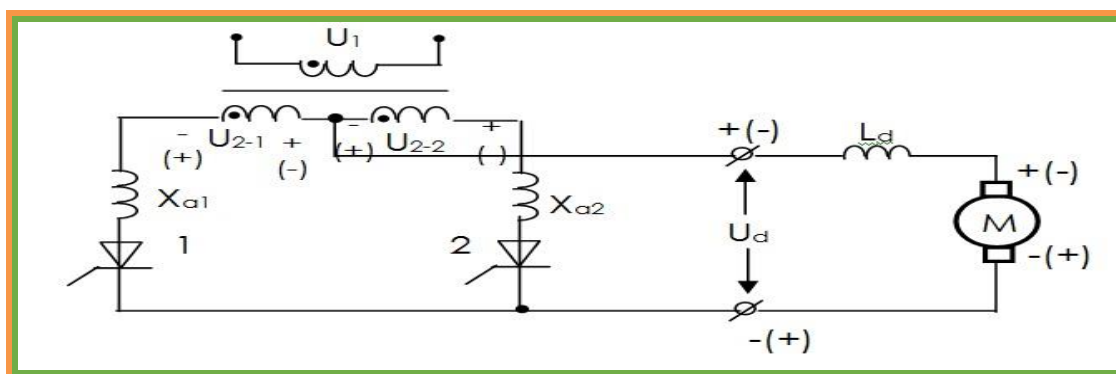 U1
- U2-1 + - U2-2 +
(+) (-) (+) (-)
+(-) Ld
Xa1 Xa2 +(-)
1 2 Ud M
-(+)
-(+)